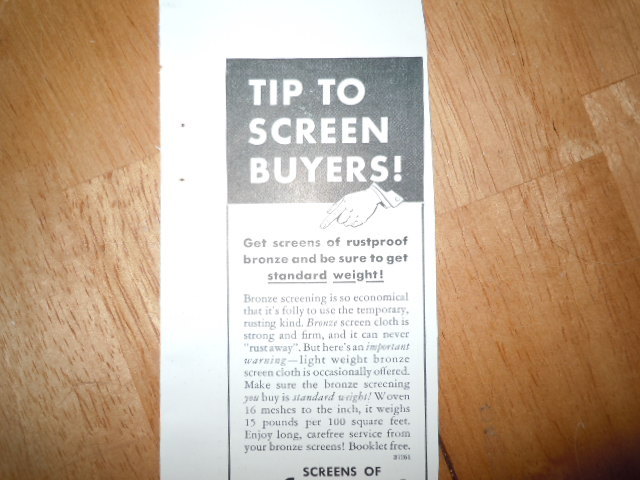 TIP TO
SCREEN
BUYERS!
Get screens of rustproof
bronze and be sure to get
standard weight!
Bronze screening is so economical
that it's folly to use the temporary,
rusting kind. Bronze screen cloth is
strong and firm, and it can never
"rust away". But here's an important
warning—light weight bronze
screen cloth is occasionally offered.
Make sure the bronze screening
you buy is standard weight! Woven
16 meshes to the inch, it weighs
15 pounds per 100 square feet.
Enjoy long, carefree service from
your bronze screens! Booklet free.
SCREENS OF